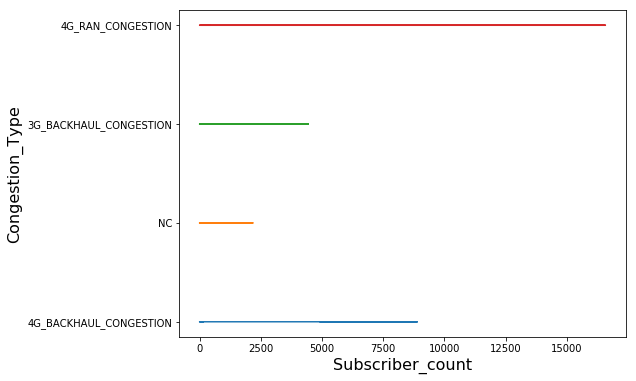 4G_RAN_CONGESTION
3G_BACKHAUL_CONGESTION
NC
4G_BACKHAUL_CONGESTION
Congestion_Type
0 2500 5000 7500 10000 12500 15000
Subscriber_count